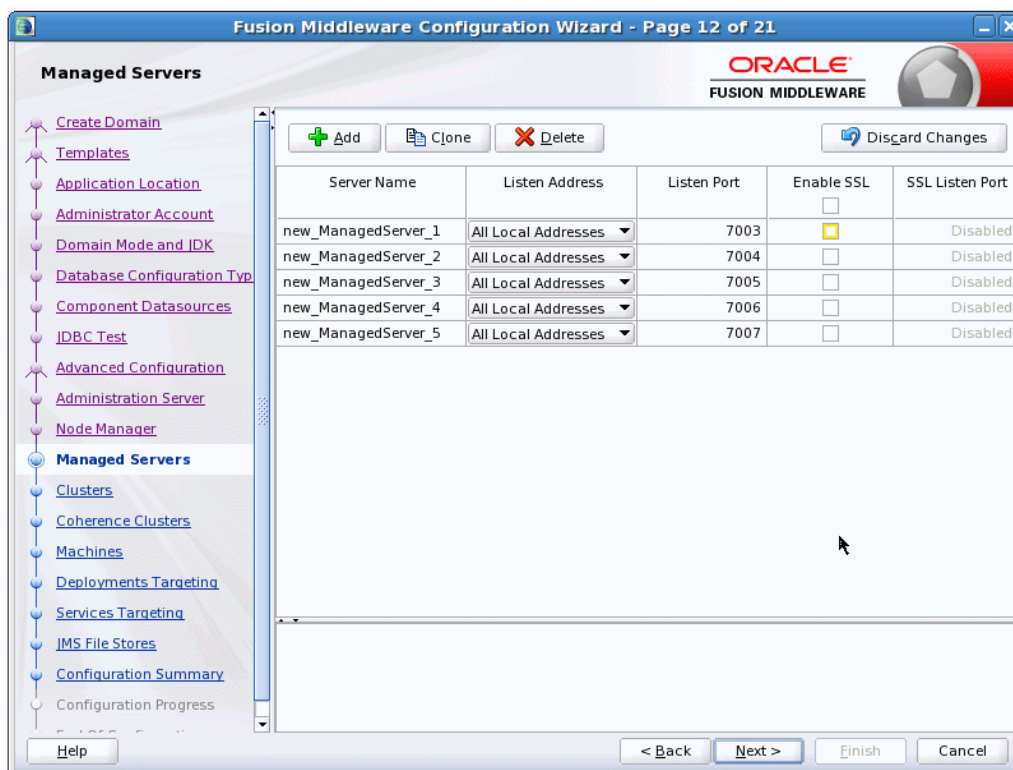 Fusion Middleware Configuration Wizard - Page 12 of 21
Managed Servers
ORACLE
FUSION MIDDLEWARE
Create Domain
Templates
Application Location
Administrator Account
Domain Mode and JDK
Database Configuration Typ
Component Datasources
JDBC Test
Advanced Configuration
Administration Server
Node Manager
Managed Servers
Clusters
Coherence Clusters
Machines
Deployments Targeting
Services Targeting
JMS File Stores
Configuration Summary
Configuration Progress
Add Clone Delete Discard Changes
Server Name Listen Address Listen Port Enable SSL SSL Listen Port
new_ManagedServer_1 All Local Addresses 7003 Disabled
new_ManagedServer_2 All Local Addresses 7004 Disabled
new_ManagedServer_3 All Local Addresses 7005 Disabled
new_ManagedServer_4 All Local Addresses 7006 Disabled
new_ManagedServer_5 All Local Addresses 7007 Disabled
Help < Back Next > Finish Cancel